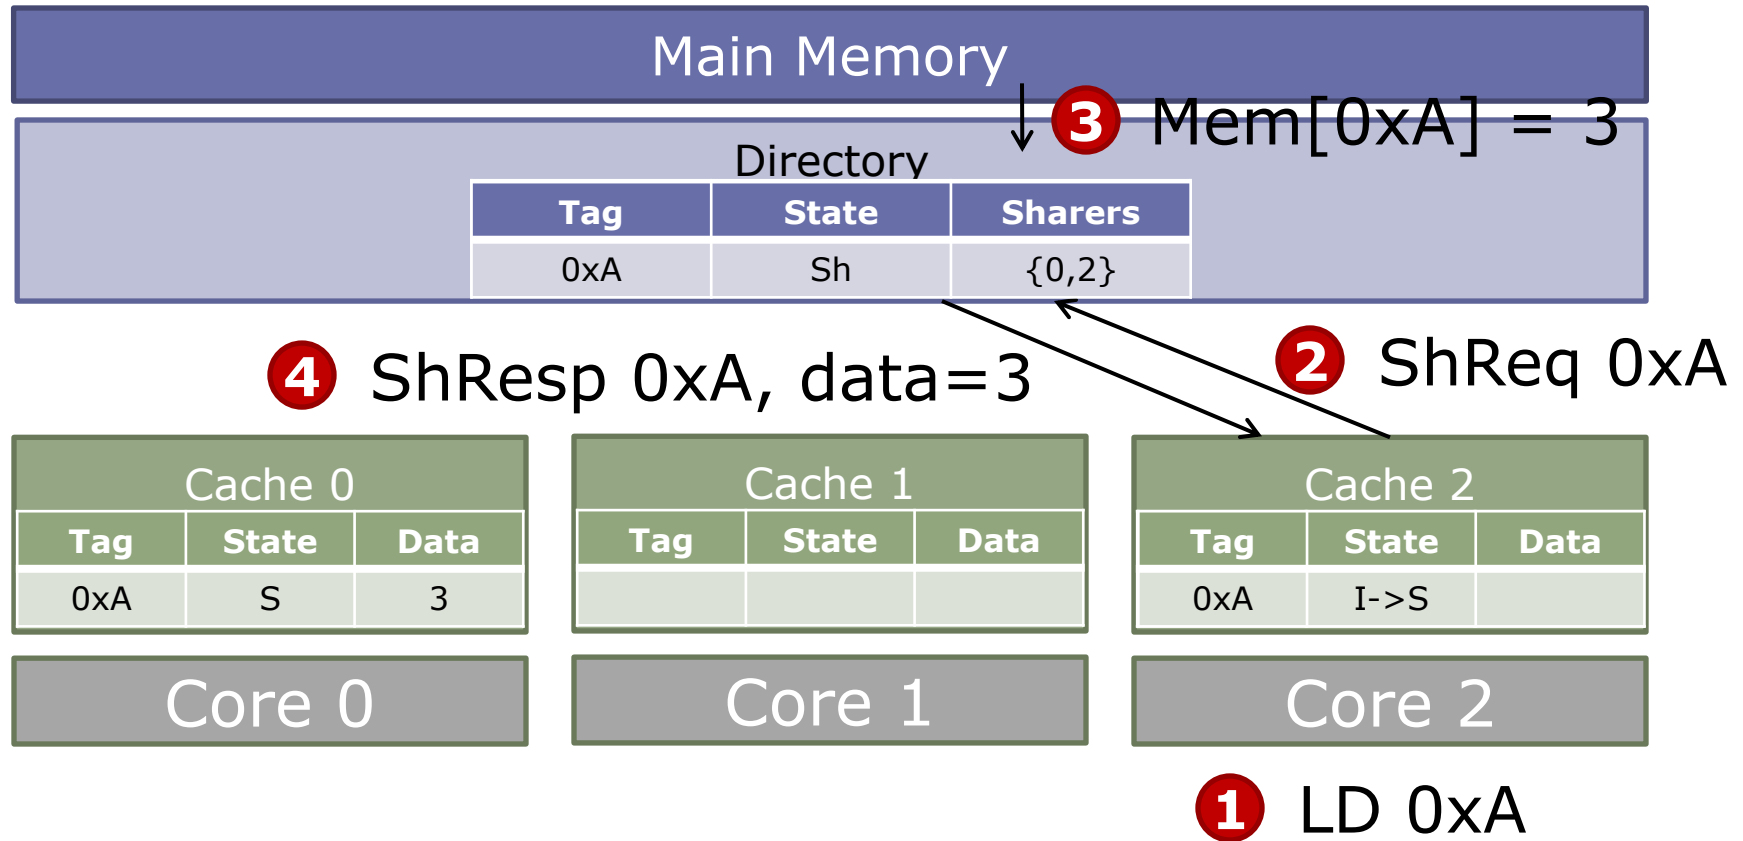 Main Memory
3 Mem[0xA] = 3
Directory
Tag State Sharers
0xA Sh {0,2}
4 ShResp 0xA, data=3
2 ShReq 0xA
Cache 0
Tag State Data
0xA S 3
Cache 1
Tag State Data
Cache 2
Tag State Data
0xA I->S
Core 0
Core 1
Core 2
1 LD 0xA